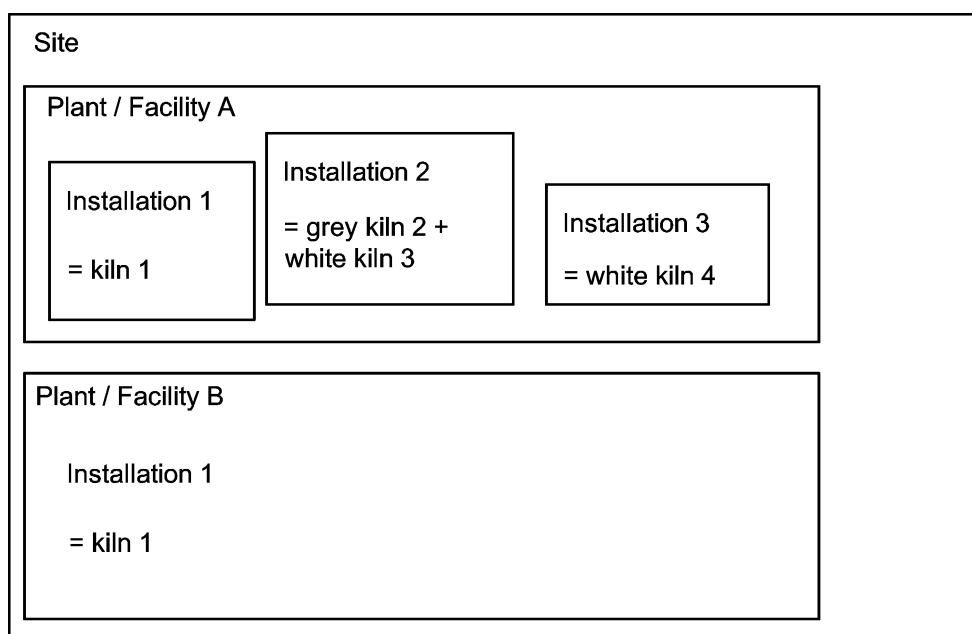 Site
Plant / Facility A
Installation 1
= kiln 1
Installation 2
= grey kiln 2 +
white kiln 3
Installation 3
= white kiln 4
Plant / Facility B
Installation 1
= kiln 1